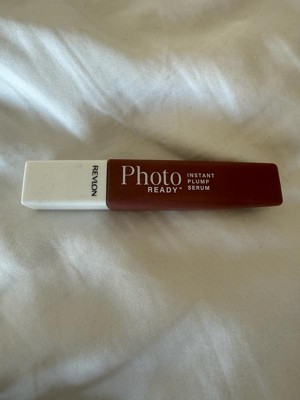 REVLON
Photo
READY®
INSTANT
PLUMP
SERUM